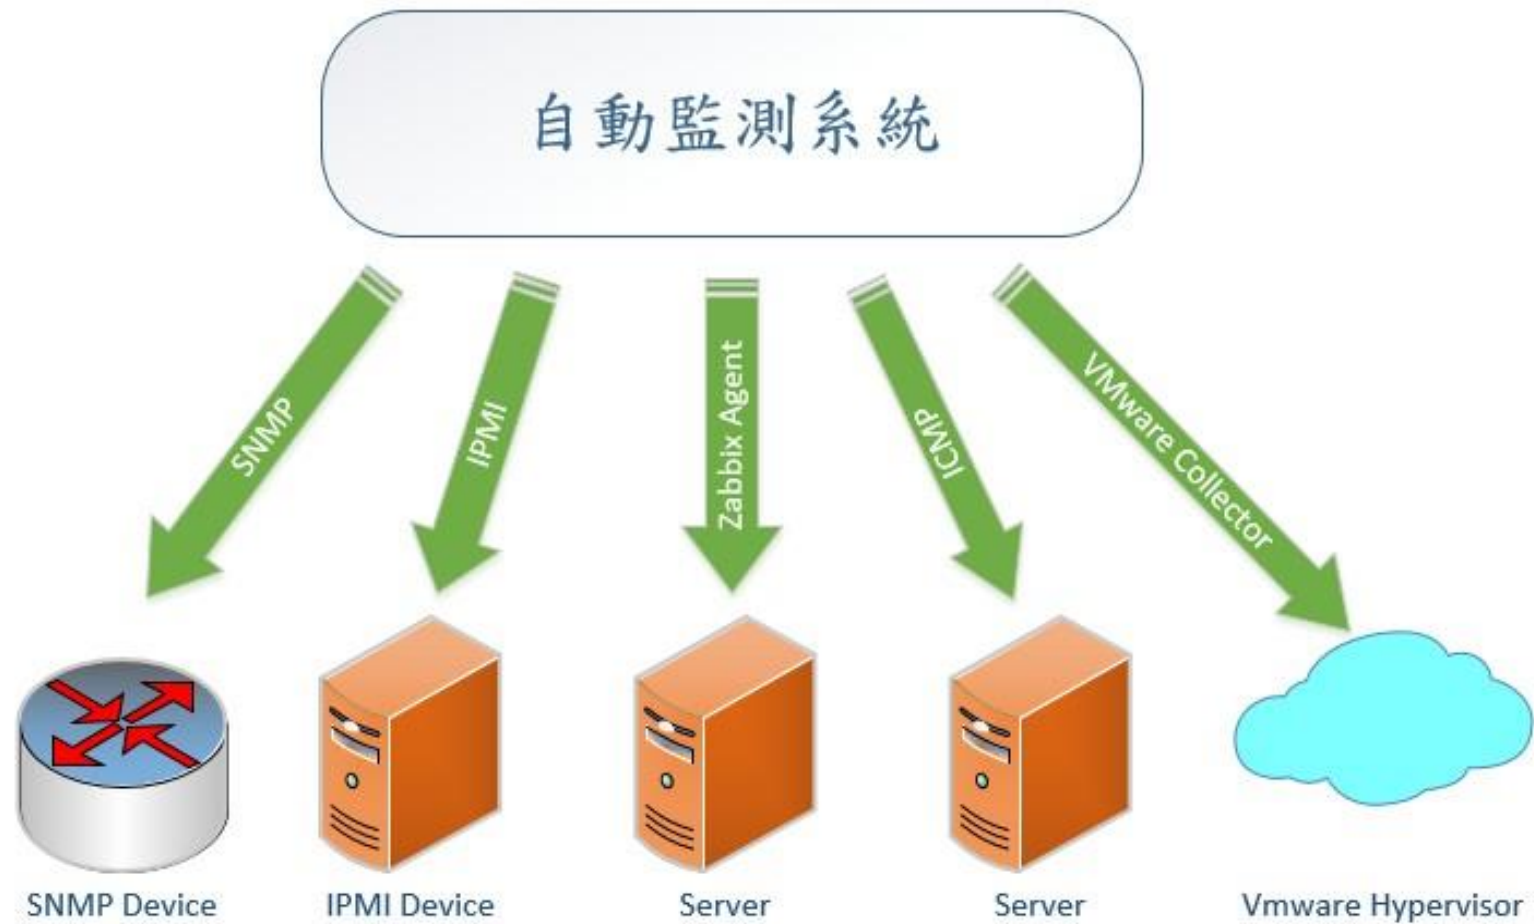 自動監測系統
SNMP
IPMI
Zabbix Agent
ICMP
VMware Collector
SNMP Device
IPMI Device
Server
Server
Vmware Hypervisor